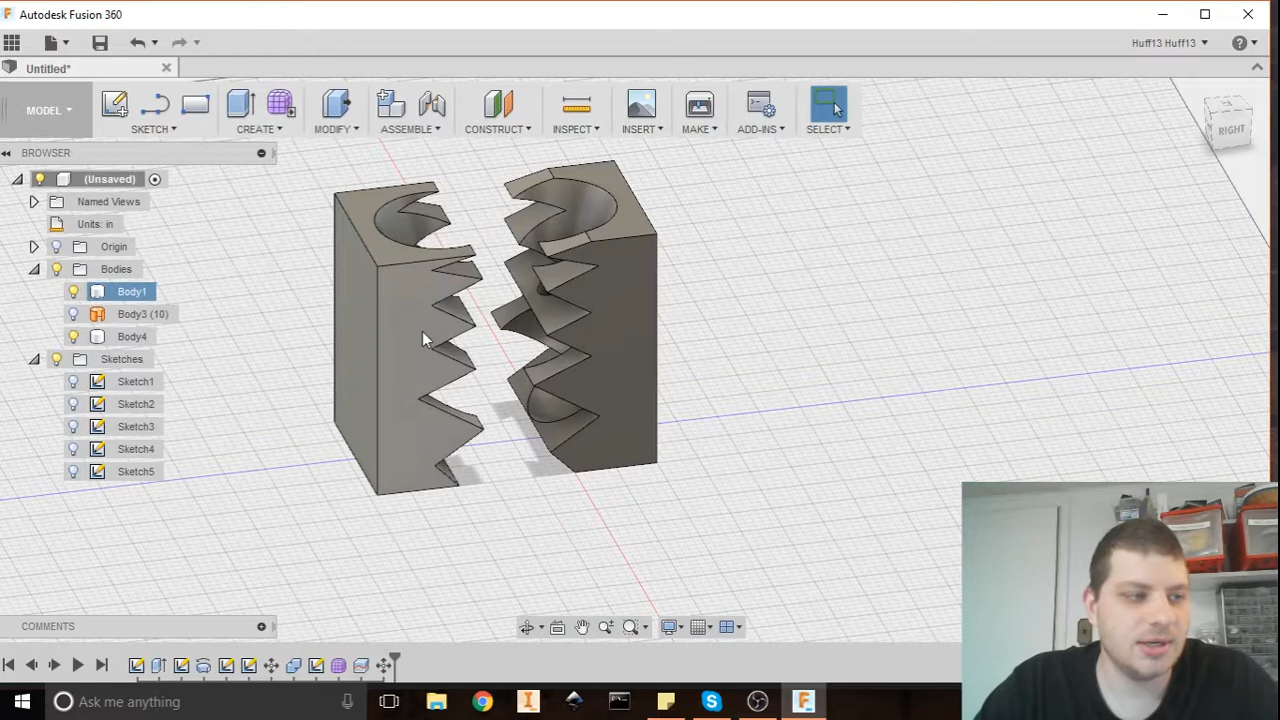 Autodesk Fusion 360
Huff13 Huff13
Untitled*
MODEL
SKETCH
CREATE
MODIFY
ASSEMBLE
CONSTRUCT
INSPECT
INSERT
MAKE
ADD-INS
SELECT
BROWSER
RIGHT
(Unsaved)
Named Views
Units: in
Origin
Bodies
Body1
Body3 (10)
Body4
Sketches
Sketch1
Sketch2
Sketch3
Sketch4
Sketch5
COMMENTS
Ask me anything